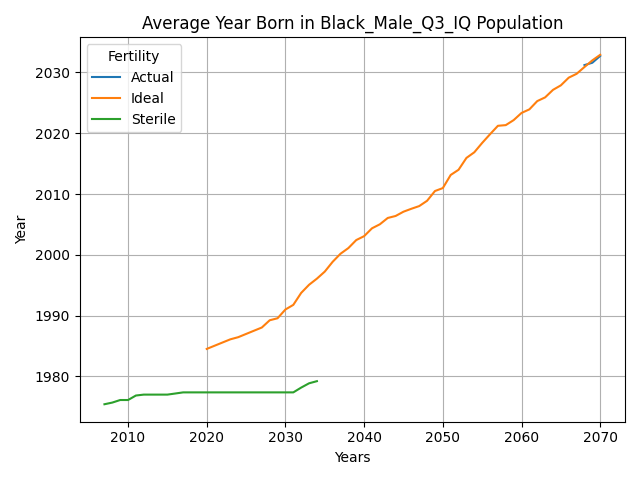 Average Year Born in Black_Male_Q3_IQ Population
Fertility
Actual
Ideal
Sterile
Year
2030
2020
2010
2000
1990
1980
2010
2020
2030
2040
2050
2060
2070
Years